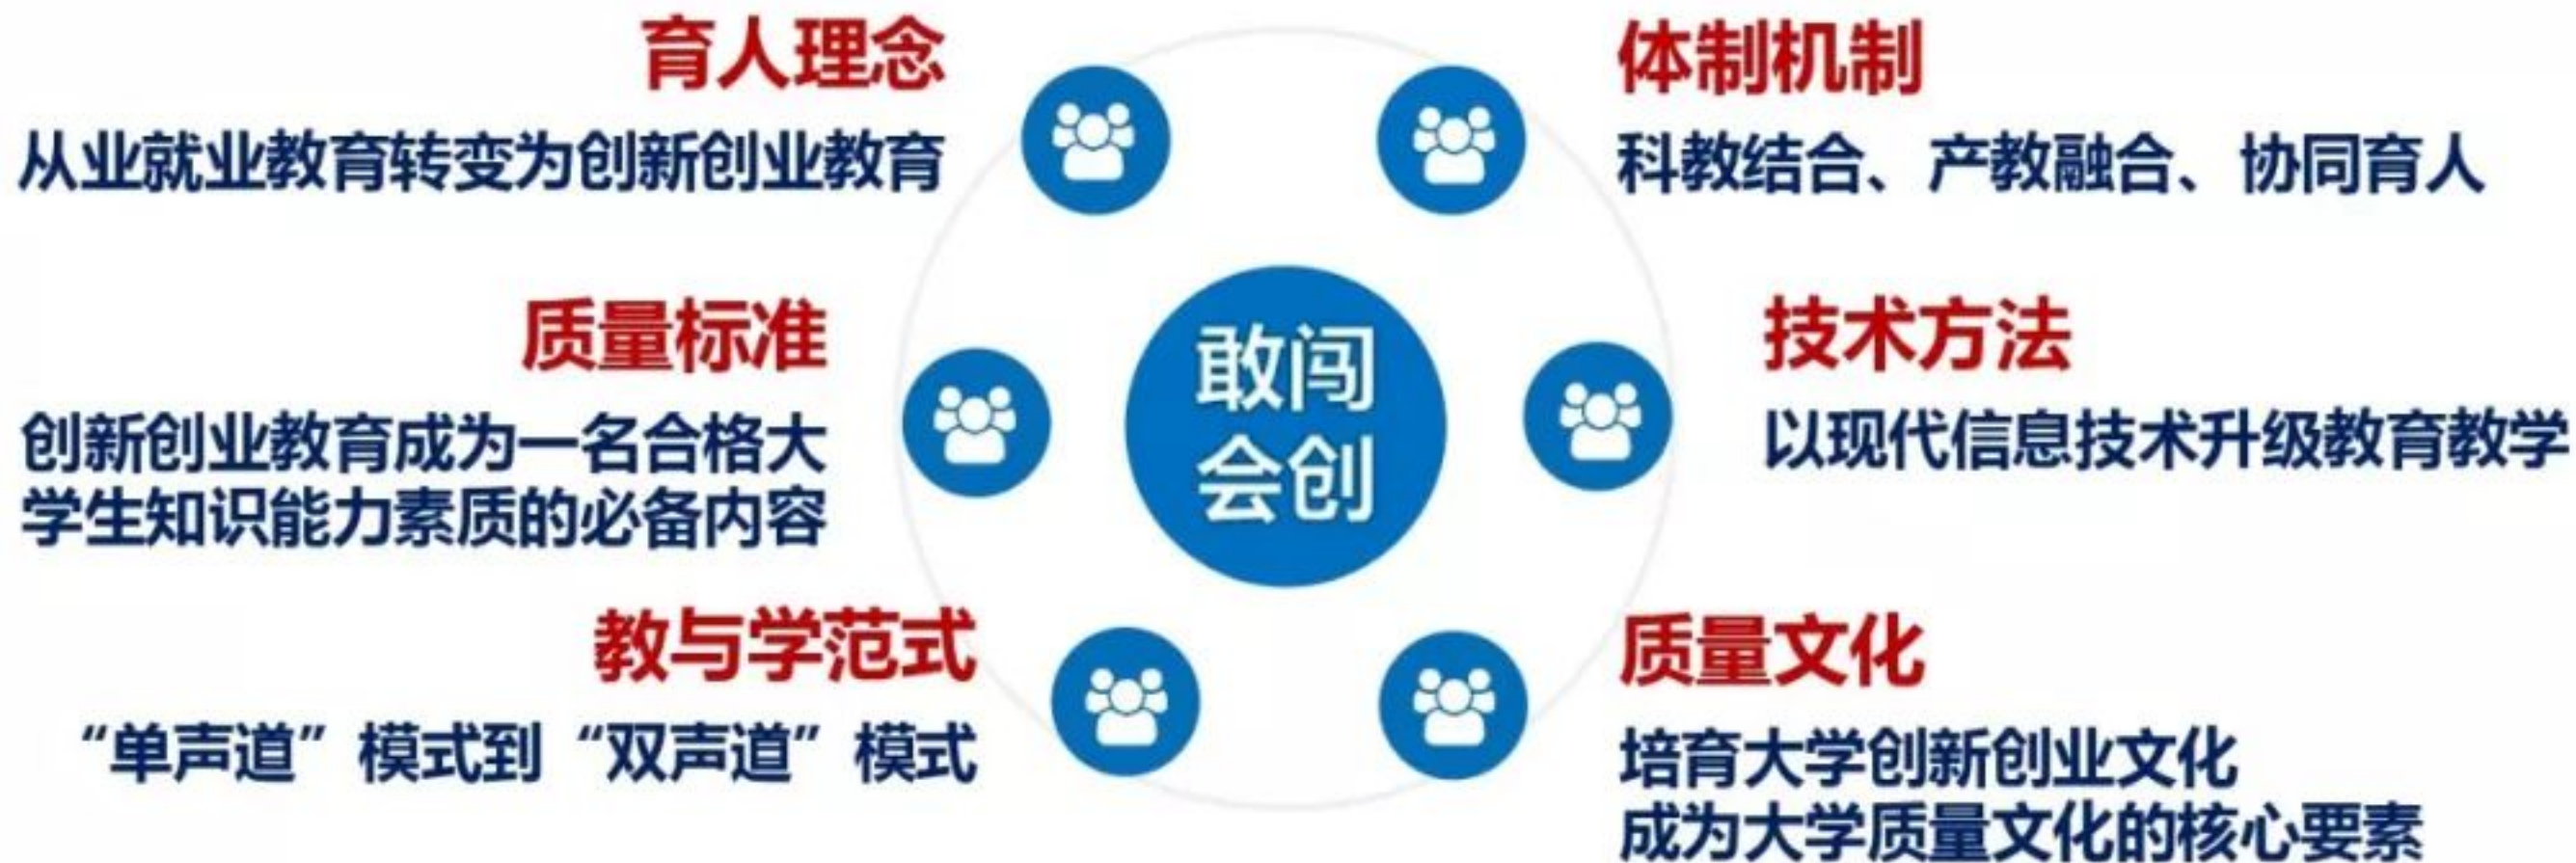 育人理念
从业就业教育转变为创新创业教育
质量标准
创新创业教育成为一名合格大
学生知识能力素质的必备内容
教与学范式
“单声道”模式到“双声道”模式
敢闯
会创
体制机制
科教结合、产教融合、协同育人
技术方法
以现代信息技术升级教育教学
质量文化
培育大学创新创业文化
成为大学质量文化的核心要素